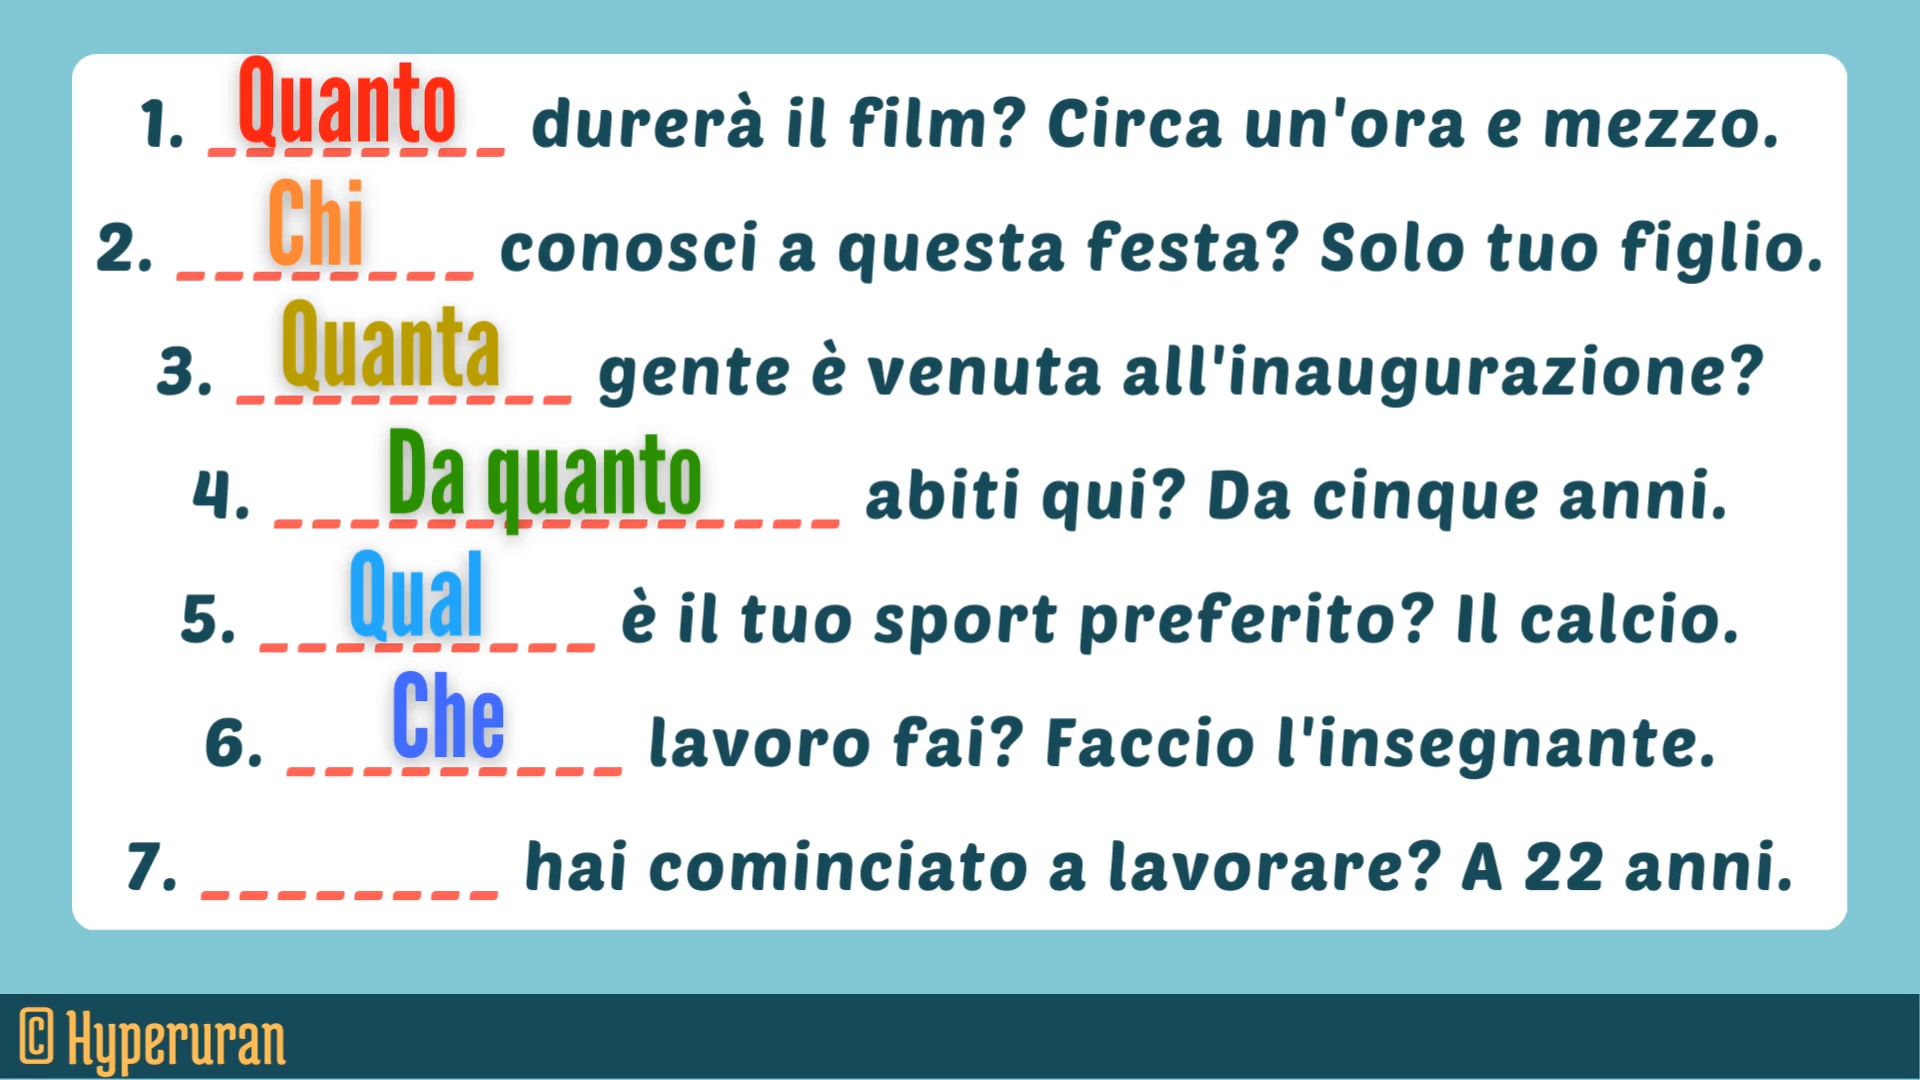 1. Quanto durerà il film? Circa un'ora e mezzo.
2. Chi conosci a questa festa? Solo tuo figlio.
3. Quanta gente è venuta all'inaugurazione?
4. Da quanto abiti qui? Da cinque anni.
5. Qual è il tuo sport preferito? Il calcio.
6. Che lavoro fai? Faccio l'insegnante.
7. ________ hai cominciato a lavorare? A 22 anni.
© Hyperuran